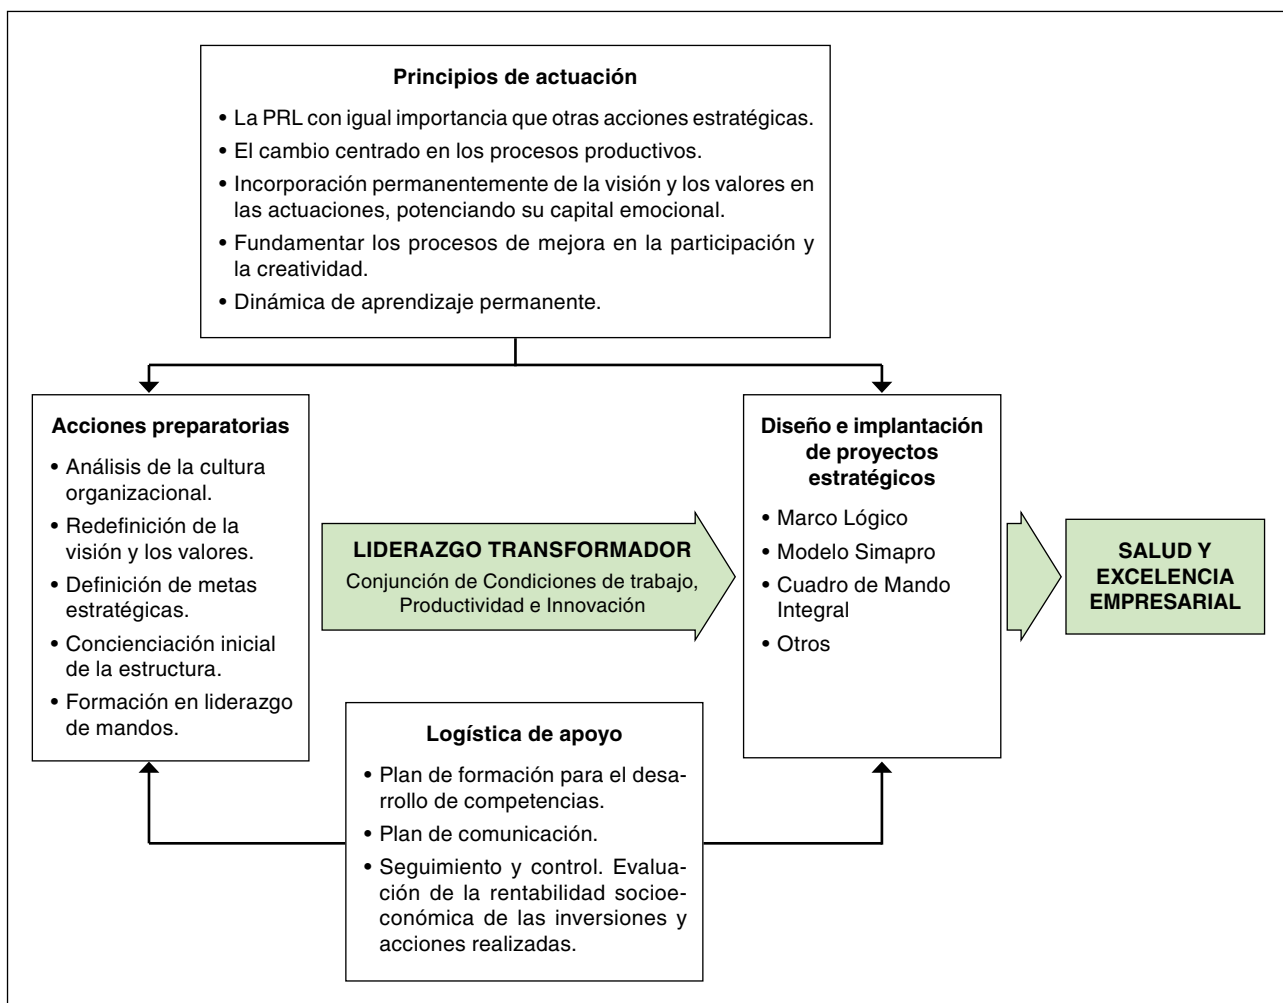 Principios de actuación
• La PRL con igual importancia que otras acciones estratégicas.
• El cambio centrado en los procesos productivos.
• Incorporación permanentemente de la visión y los valores en
las actuaciones, potenciando su capital emocional.
• Fundamentar los procesos de mejora en la participación y
la creatividad.
• Dinámica de aprendizaje permanente.
Acciones preparatorias
• Análisis de la cultura
organizacional.
• Redefinición de la
visión y los valores.
• Definición de metas
estratégicas.
• Concienciación inicial
de la estructura.
• Formación en liderazgo
de mandos.
LIDERAZGO TRANSFORMADOR
Conjunción de Condiciones de trabajo,
Productividad e Innovación
Diseño e implantación
de proyectos
estratégicos
• Marco Lógico
• Modelo Simapro
• Cuadro de Mando
Integral
• Otros
SALUD Y
EXCELENCIA
EMPRESARIAL
Logística de apoyo
• Plan de formación para el desa-
rrollo de competencias.
• Plan de comunicación.
• Seguimiento y control. Evalua-
ción de la rentabilidad socioe-
conómica de las inversiones y
acciones realizadas.